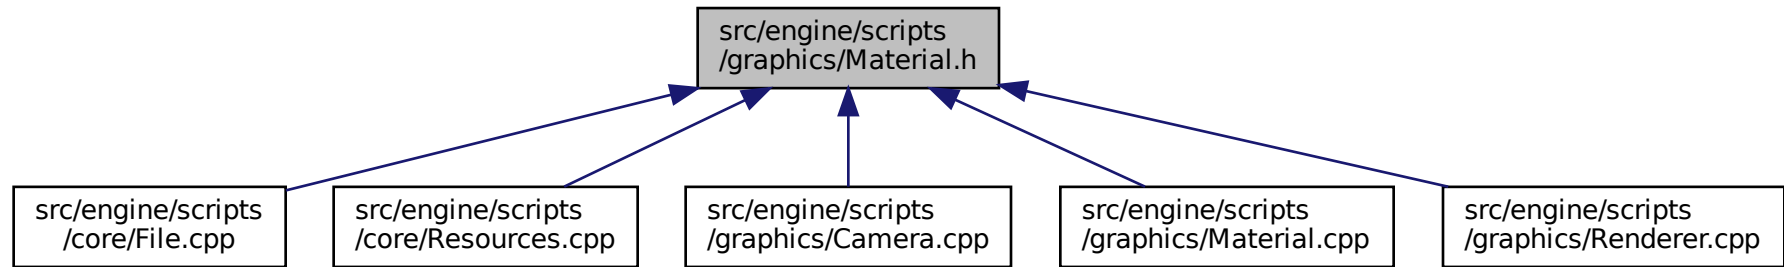 src/engine/scripts
/graphics/Material.h
src/engine/scripts
/core/File.cpp
src/engine/scripts
/core/Resources.cpp
src/engine/scripts
/graphics/Camera.cpp
src/engine/scripts
/graphics/Material.cpp
src/engine/scripts
/graphics/Renderer.cpp